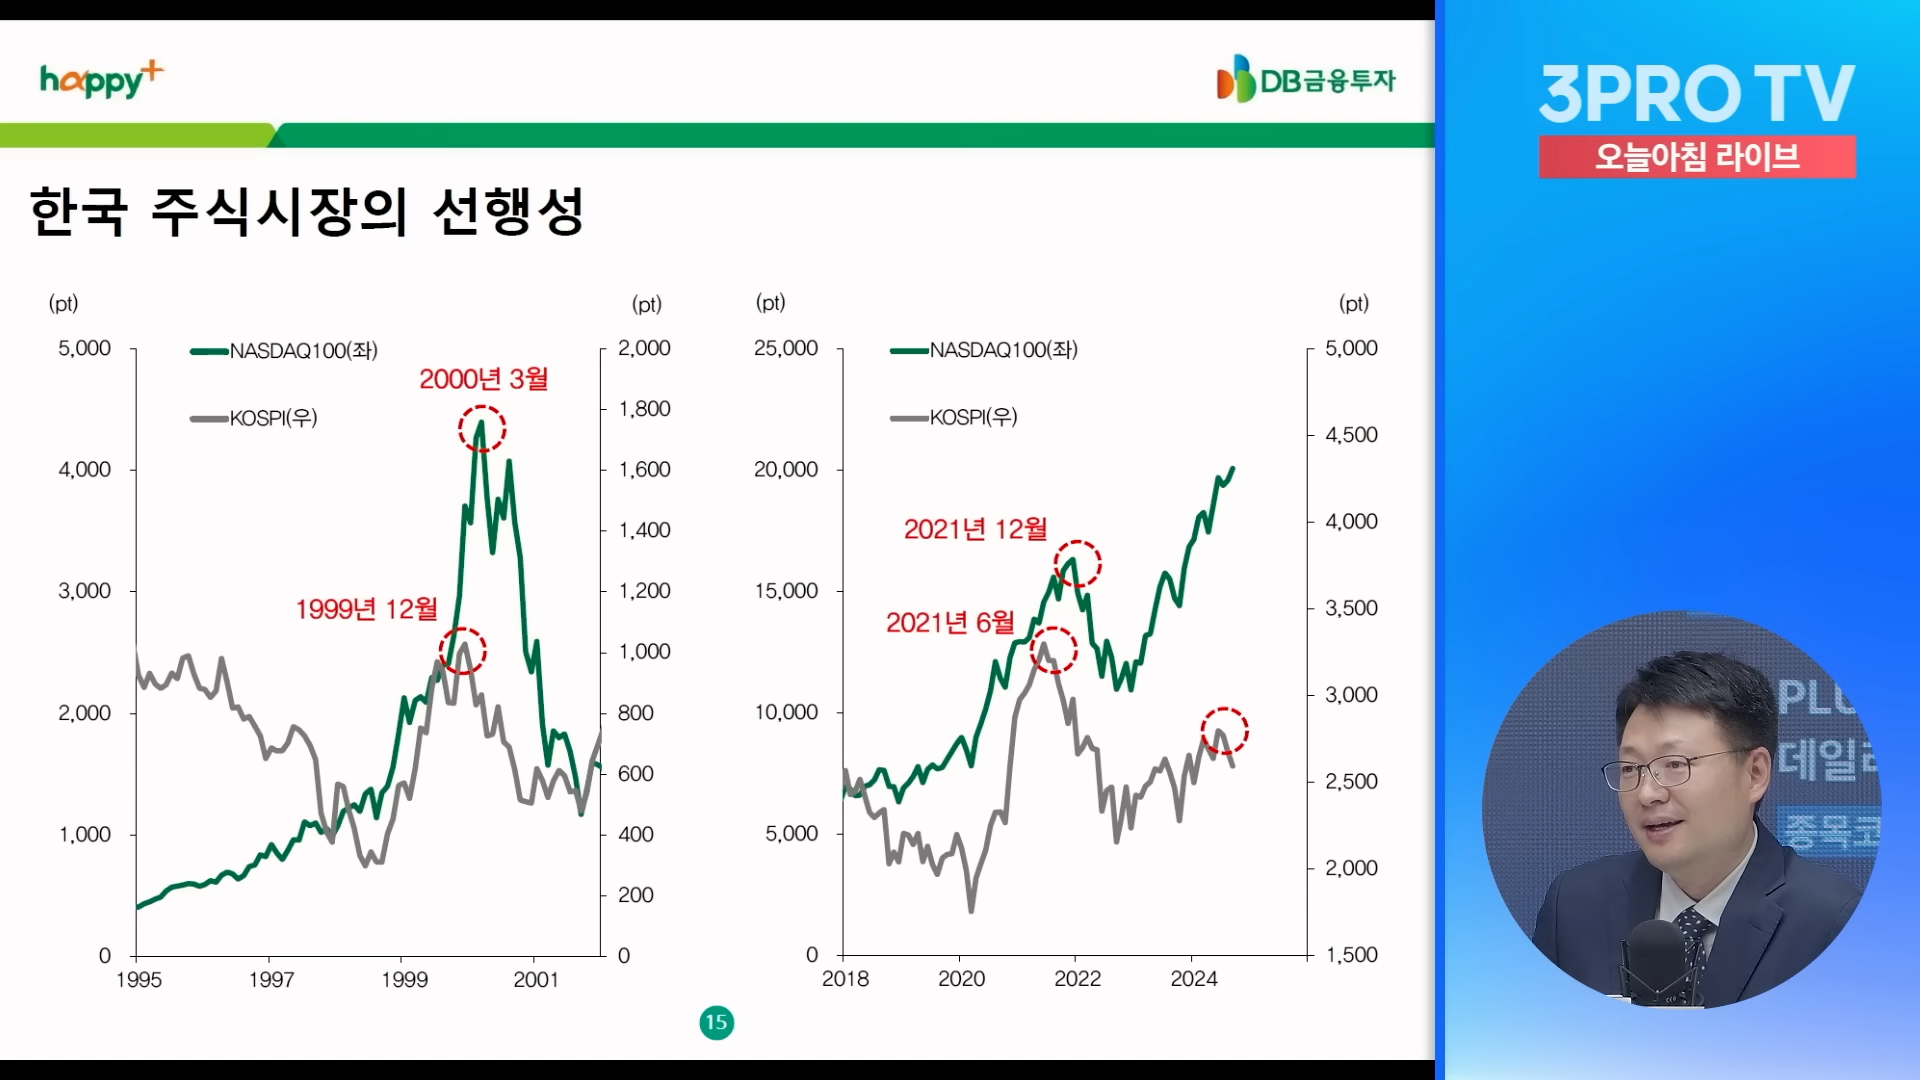 happy+
DB금융투자
3PRO TV
오늘아침 라이브
한국 주식시장의 선행성
(pt)
(pt)
5,000
4,000
3,000
2,000
1,000
0
2,000
1,800
1,600
1,400
1,200
1,000
800
600
400
200
0
NASDAQ100(좌)
KOSPI(우)
2000년 3월
1999년 12월
1995
1997
1999
2001
(pt)
(pt)
25,000
20,000
15,000
10,000
5,000
0
5,000
4,500
4,000
3,500
3,000
2,500
2,000
1,500
NASDAQ100(좌)
KOSPI(우)
2021년 12월
2021년 6월
2018
2020
2022
2024
15
데일
종목